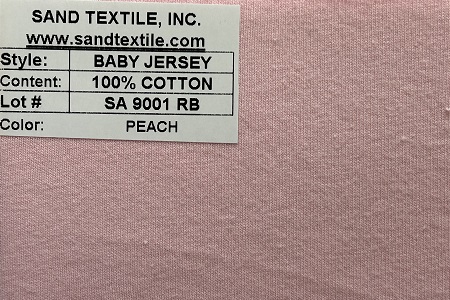 SAND TEXTILE, INC.
www.sandtextile.com
Style: BABY JERSEY
Content: 100% COTTON
Lot # SA 9001 RB
Color: PEACH